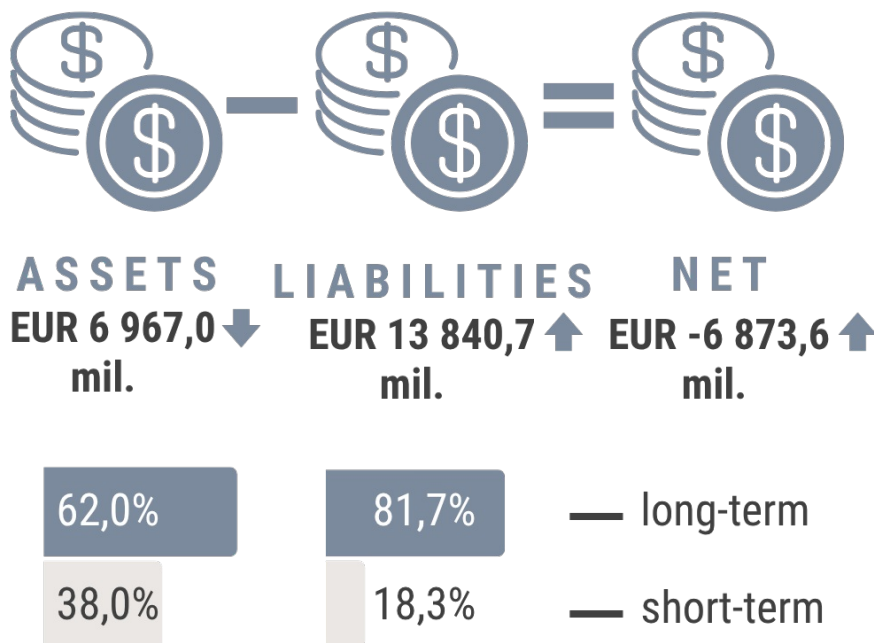 ASSETS
EUR 6 967,0
mil.
LIABILITIES
EUR 13 840,7
mil.
NET
EUR -6 873,6
mil.
62,0%
81,7%
long-term
38,0%
18,3%
short-term